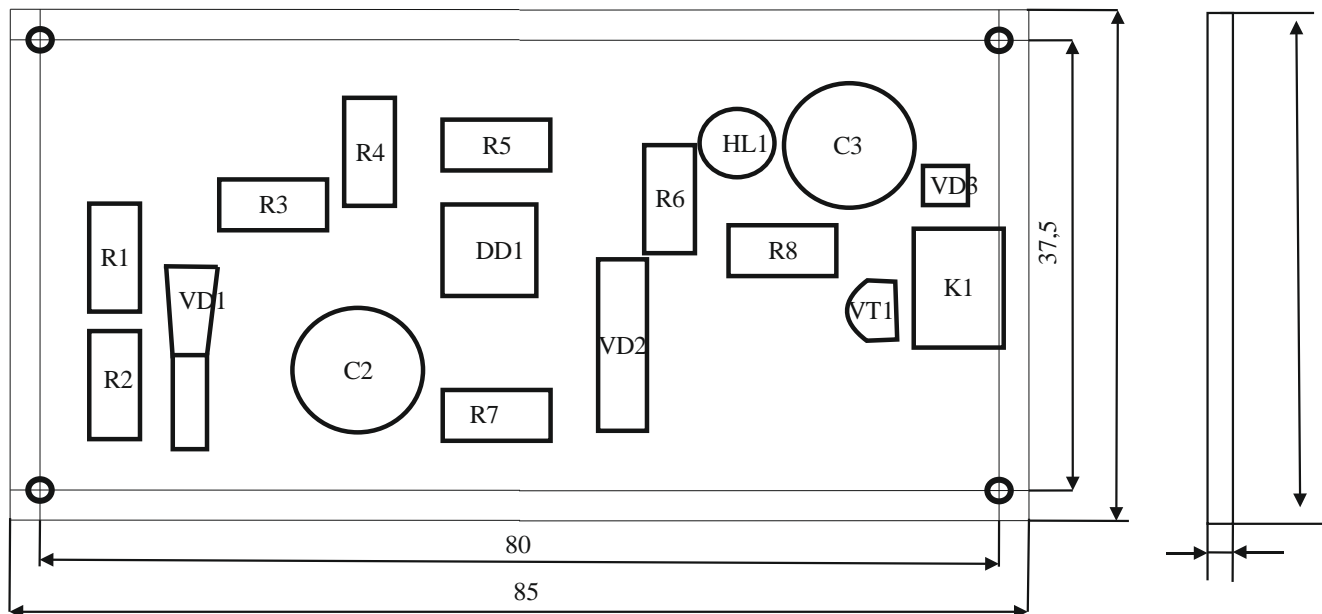 R4
R5
HL1
C3
R3
R6
VD3
R1
DD1
R8
37,5
K1
VD1
VT1
VD2
C2
R2
R7
80
85